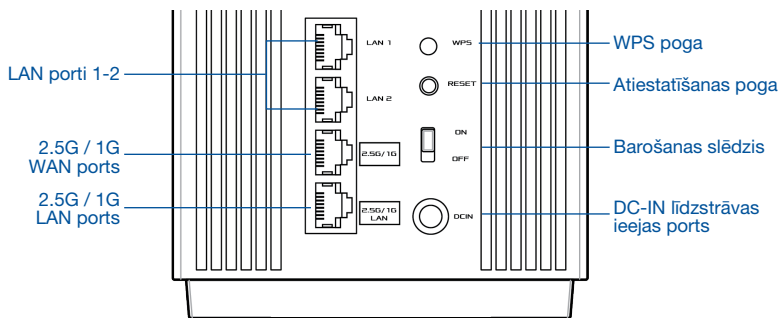 LAN porti 1-2
2.5G / 1G
WAN ports
2.5G / 1G
LAN ports
LAN 1
LAN 2
2.5G/1G
2.5G/1G
LAN
WPS
RESET
ON
OFF
DCIN
WPS poga
Atiestatīšanas poga
Barošanas slēdzis
DC-IN līdzstrāvas
ieejas ports